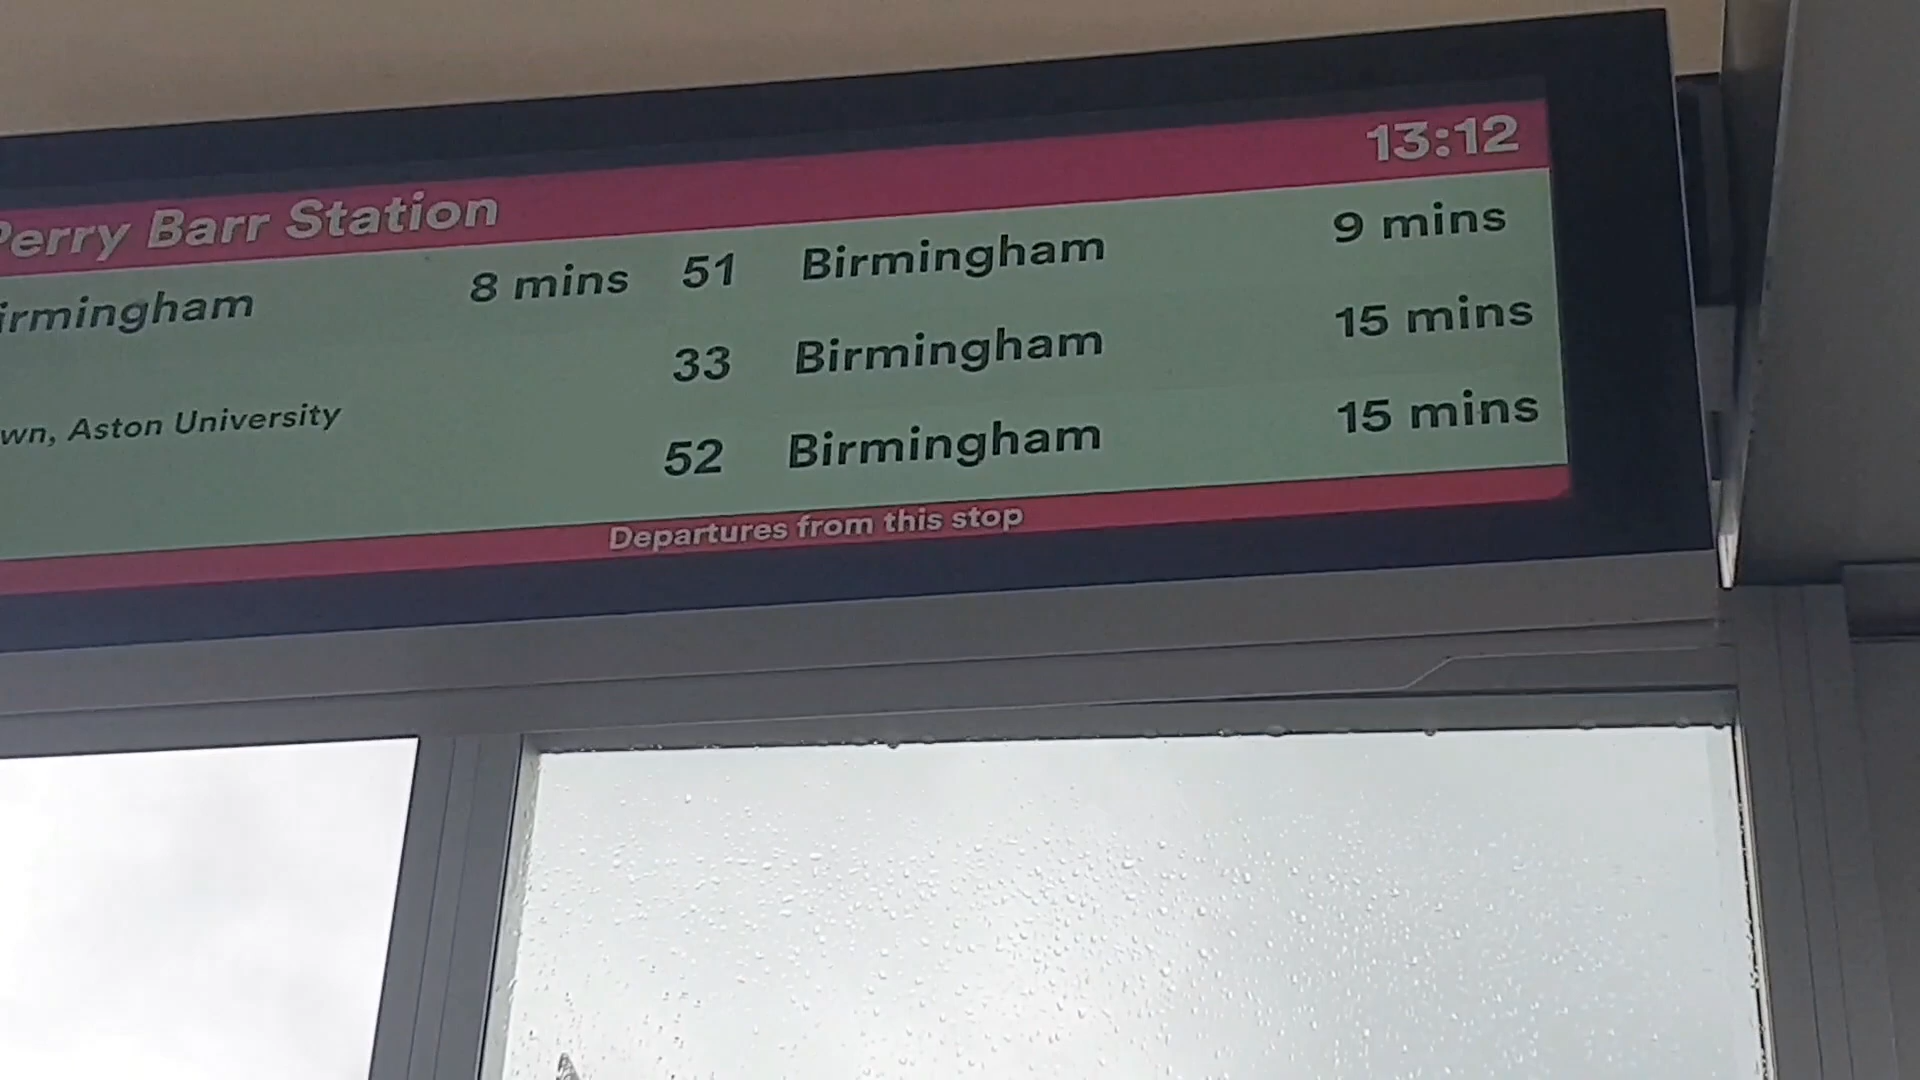 Perry Barr Station 13:12
irmingham 8 mins
wn, Aston University
51 Birmingham 9 mins
33 Birmingham 15 mins
52 Birmingham 15 mins
Departures from this stop